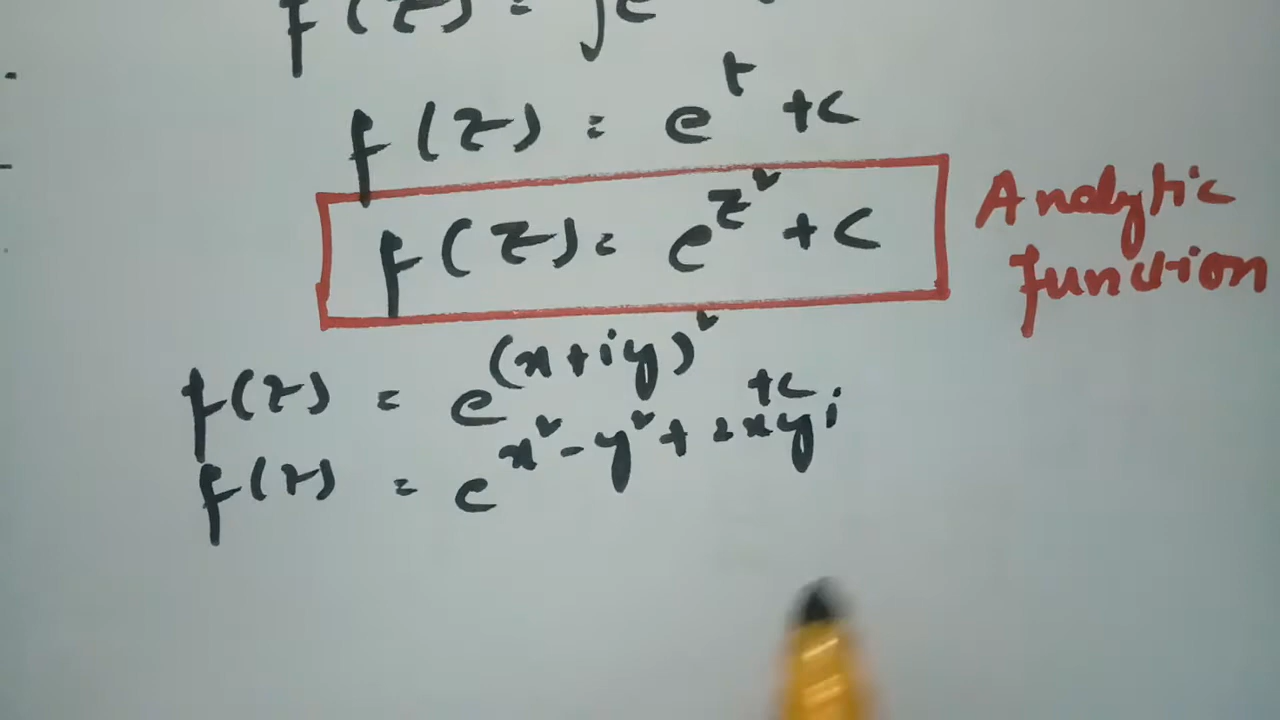 f(z) = ∫e
f(z) = e^t + c
f(z) = e^{z²} + c
Analytic
function
f(z) = e^{(x+iy)²} + c
f(z) = e^{x²-y²+2xyi}